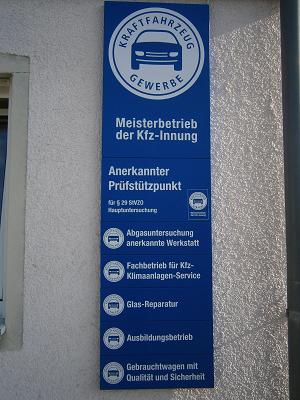 KRAFTFAHRZEUG
GEWERBE
Meisterbetrieb
der Kfz-Innung
Anerkannter
Prüfstützpunkt
für § 29 StVZO
Hauptuntersuchung
Abgasuntersuchung
anerkannte Werkstatt
Fachbetrieb für Kfz-
Klimaanlagen-Service
Glas-Reparatur
Ausbildungsbetrieb
Gebrauchtwagen mit
Qualität und Sicherheit